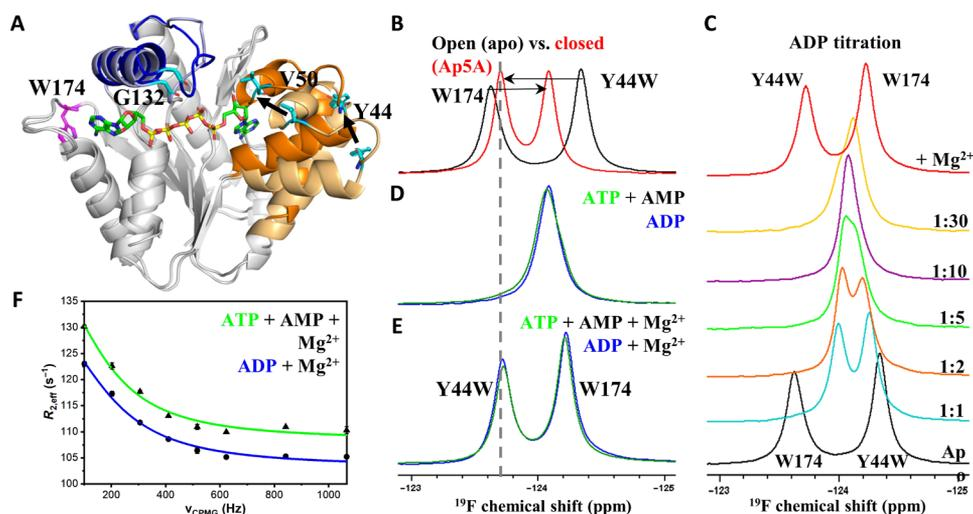 A
W174
G132
V50
Y44
B
Open (apo) vs. closed
(Ap5A)
W174
Y44W
D
ATP + AMP
ADP
E
ATP + AMP + Mg²⁺
ADP + Mg²⁺
Y44W
W174
−123
−124
−125
¹⁹F chemical shift (ppm)
C
ADP titration
Y44W
W174
+ Mg²⁺
1:30
1:10
1:5
1:2
1:1
Ap
o
W174
Y44W
−123
−124
−125
¹⁹F chemical shift (ppm)
F
ATP + AMP +
Mg²⁺
ADP + Mg²⁺
R2,eff (s⁻¹)
135
130
125
120
115
110
105
100
200
400
600
800
1000
νCPMG (Hz)